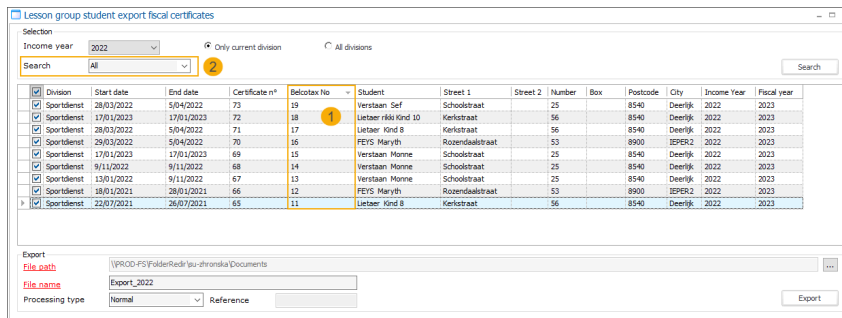 Lesson group student export fiscal certificates
Selection
Income year 2022 Only current division All divisions
Search All 2 Search
Division Start date End date Certificate n° Belcotax No Student Street 1 Street 2 Number Box Postcode City Income Year Fiscal year
Sportdienst 28/03/2022 5/04/2022 73 19 Verstaan Sef Schoolstraat 25 8540 Deerlijk 2022 2023
Sportdienst 17/01/2023 17/01/2023 72 18 1 Lietaer rikki Kind 10 Kerkstraat 56 8540 Deerlijk 2022 2023
Sportdienst 28/03/2022 5/04/2022 71 17 Lietaer Kind 8 Kerkstraat 56 8540 Deerlijk 2022 2023
Sportdienst 29/03/2022 5/04/2022 70 16 FEYS Maryth Rozendaalstraat 53 8900 IEPER2 2022 2023
Sportdienst 17/01/2023 17/01/2023 69 15 Verstaan Monne Schoolstraat 25 8540 Deerlijk 2022 2023
Sportdienst 9/11/2022 9/11/2022 68 14 Verstaan Monne Schoolstraat 25 8540 Deerlijk 2022 2023
Sportdienst 13/01/2022 9/11/2022 67 13 Verstaan Monne Schoolstraat 25 8540 Deerlijk 2022 2023
Sportdienst 18/01/2021 28/01/2021 66 12 FEYS Maryth Rozendaalstraat 53 8900 IEPER2 2022 2023
Sportdienst 22/07/2021 26/07/2021 65 11 Lietaer Kind 8 Kerkstraat 56 8540 Deerlijk 2022 2023
Export
File path \\PROD-FS\FolderRedir\su-zhronska\Documents ...
File name Export_2022
Processing type Normal Reference Export